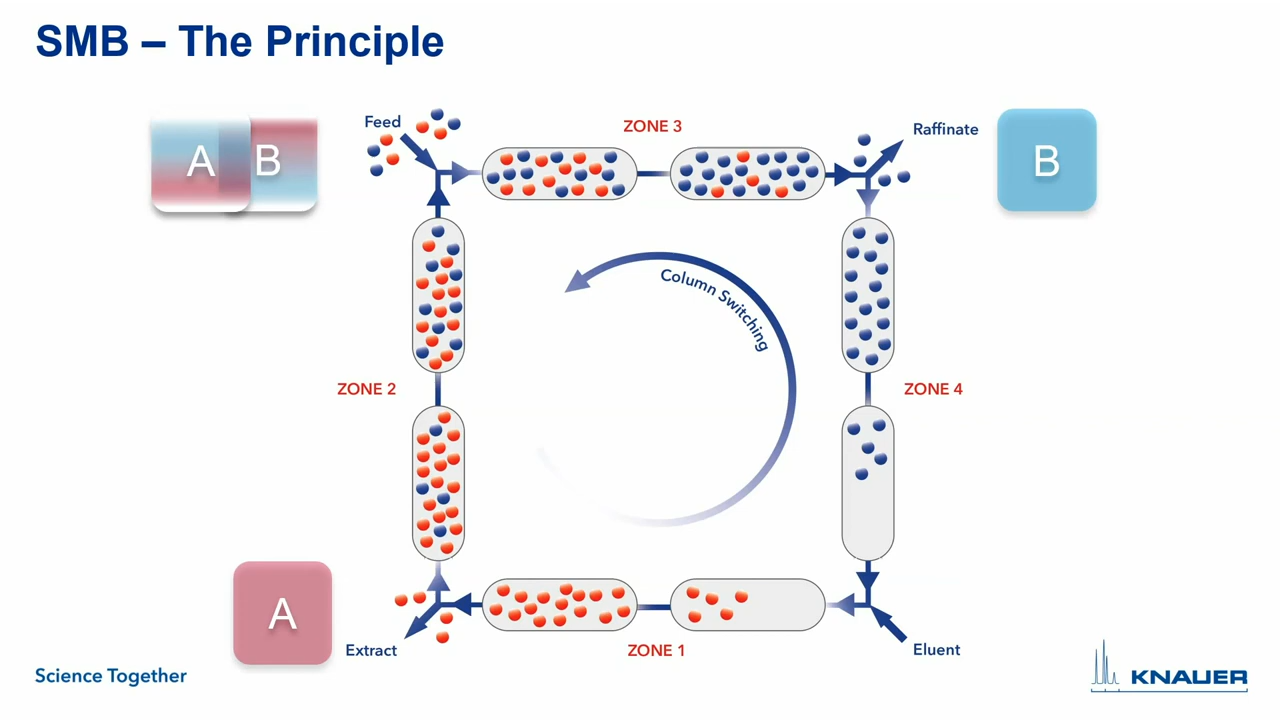 SMB – The Principle
Feed
ZONE 3
Raffinate
A
B
B
Column Switching
ZONE 2
ZONE 4
A
Extract
ZONE 1
Eluent
Science Together
KNAUER